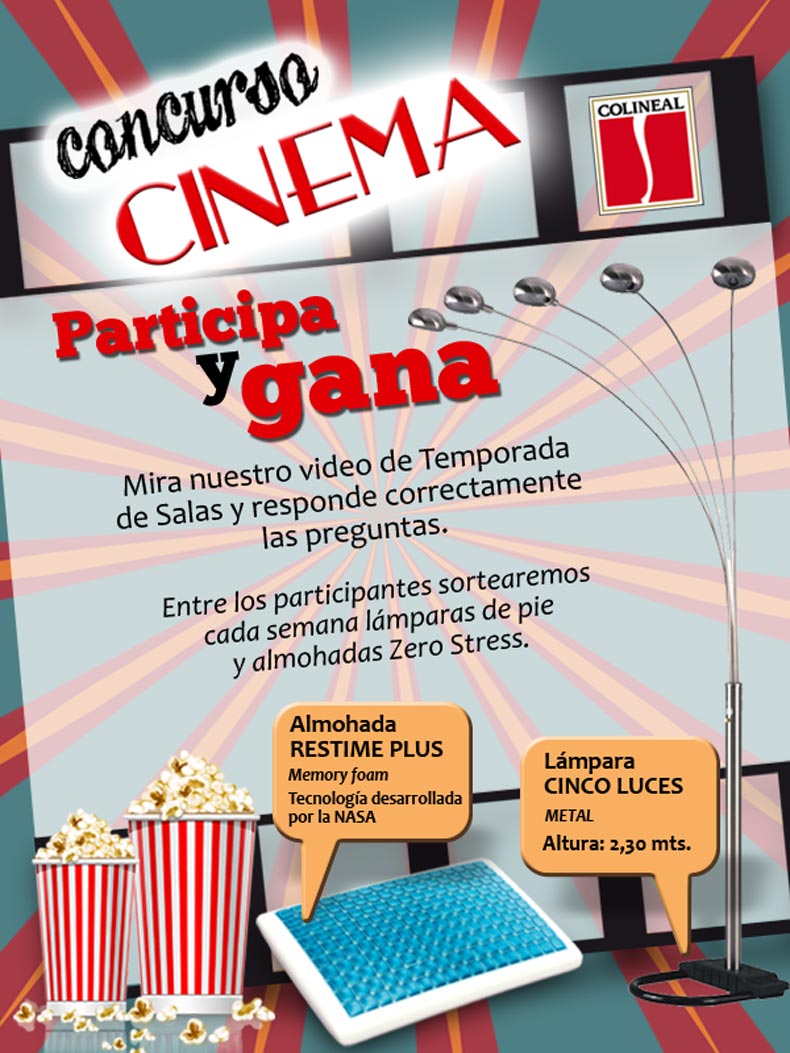 concurso
CINEMA
COLINEAL
Participa
y gana
Mira nuestro video de Temporada
de Salas y responde correctamente
las preguntas.
Entre los participantes sortearemos
cada semana lámparas de pie
y almohadas Zero Stress.
Almohada
RESTIME PLUS
Memory foam
Tecnología desarrollada
por la NASA
Lámpara
CINCO LUCES
METAL
Altura: 2,30 mts.